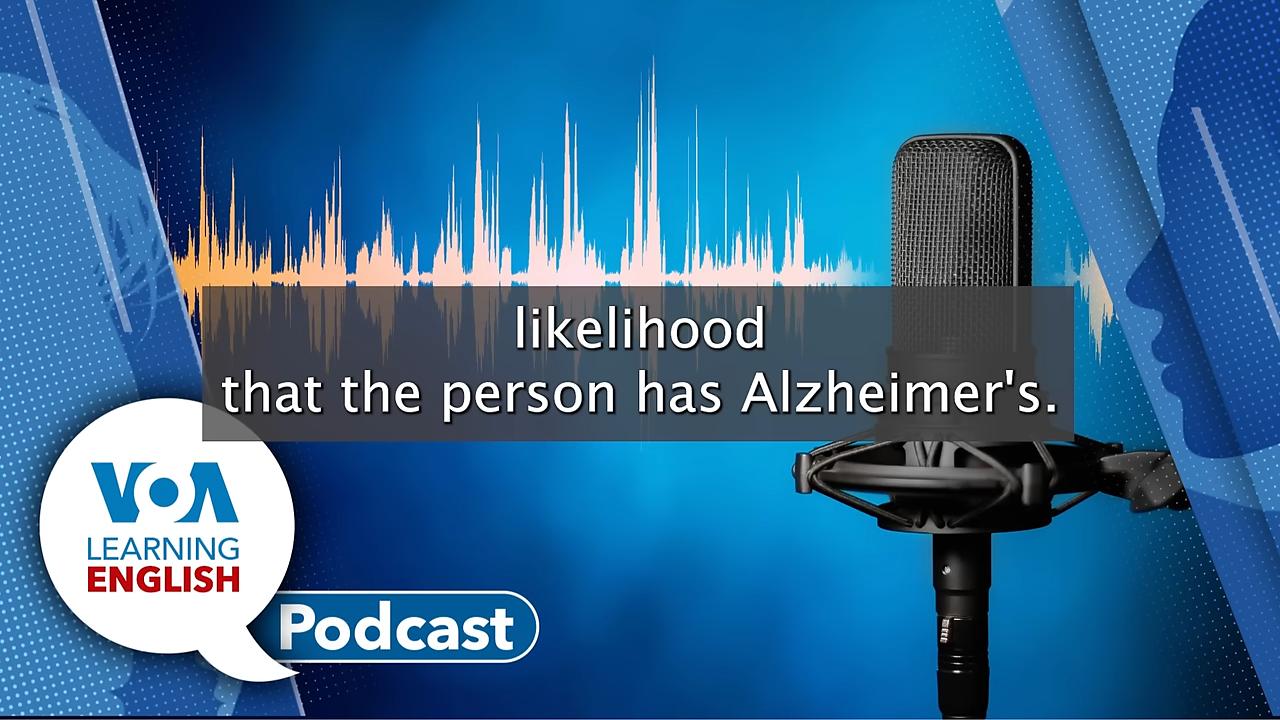 likelihood
that the person has Alzheimer's.
VOA
LEARNING
ENGLISH
Podcast